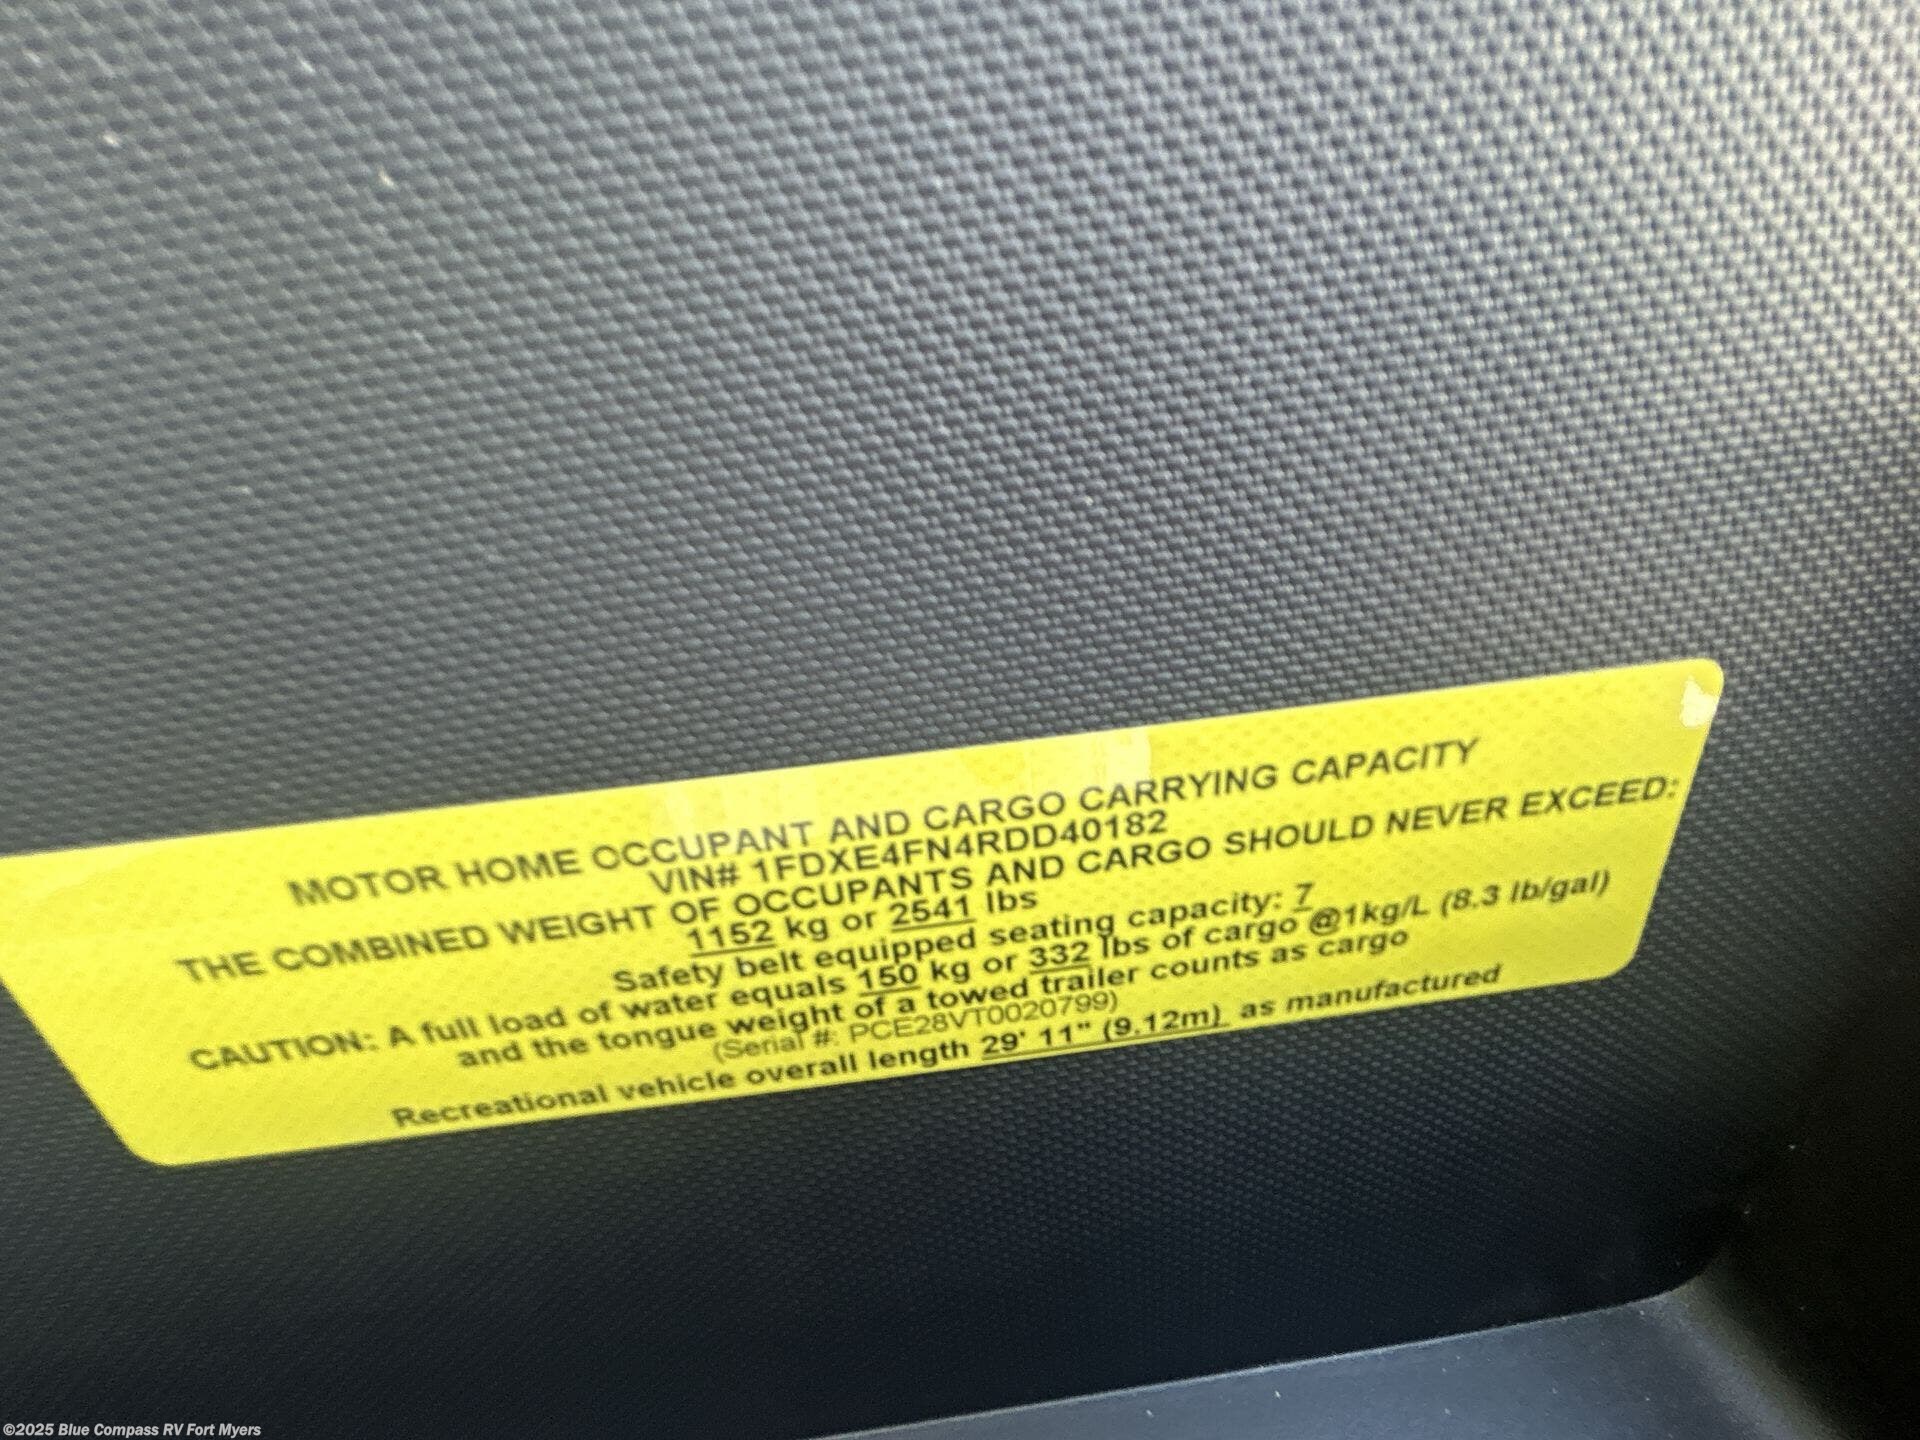 MOTOR HOME OCCUPANT AND CARGO CARRYING CAPACITY
VIN# 1FDXE4FN4RDD40182
THE COMBINED WEIGHT OF OCCUPANTS AND CARGO SHOULD NEVER EXCEED:
1152 kg or 2541 lbs
Safety belt equipped seating capacity: 7
CAUTION: A full load of water equals 150 kg or 332 lbs of cargo @1kg/L (8.3 lb/gal)
and the tongue weight of a towed trailer counts as cargo
(Serial #: PCE28VT0020799)
Recreational vehicle overall length 29' 11" (9.12m) as manufactured
©2025 Blue Compass RV Fort Myers